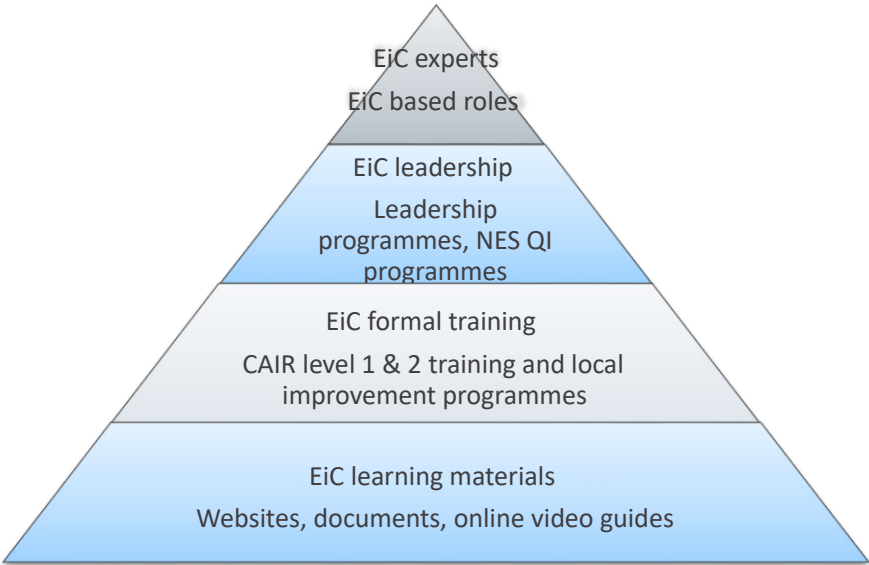 EiC experts
EiC based roles
EiC leadership
Leadership
programmes, NES QI
programmes
EiC formal training
CAIR level 1 & 2 training and local
improvement programmes
EiC learning materials
Websites, documents, online video guides